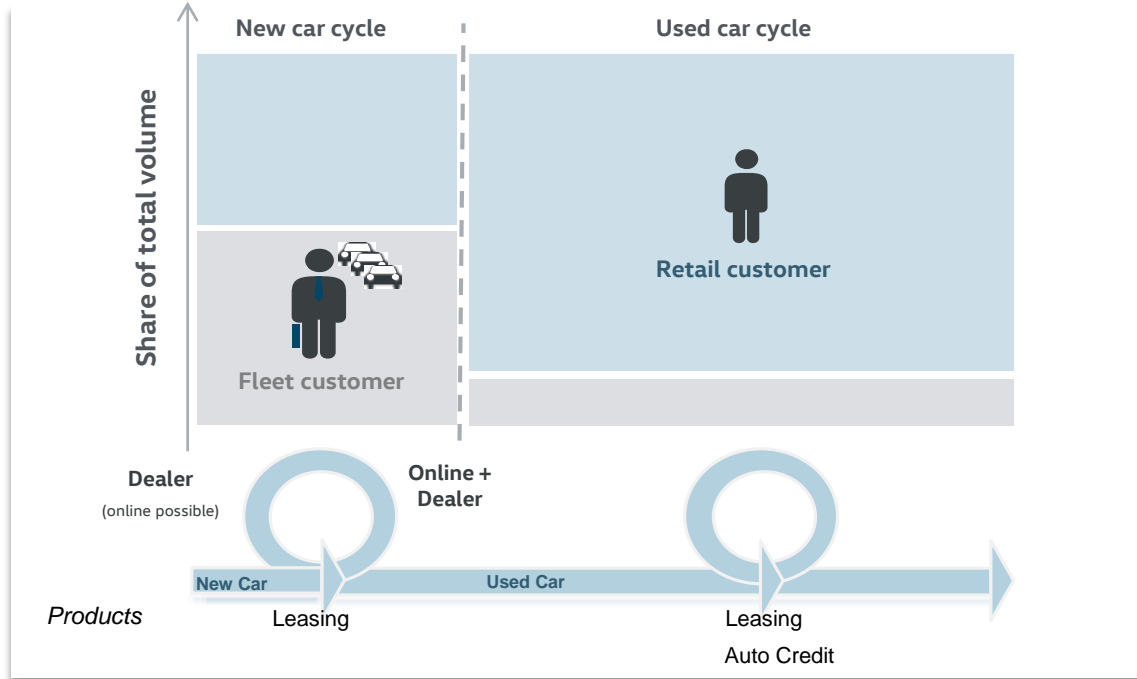 New car cycle
Used car cycle
Share of total volume
Retail customer
Fleet customer
Dealer
(online possible)
Online +
Dealer
New Car
Used Car
Products
Leasing
Leasing
Auto Credit